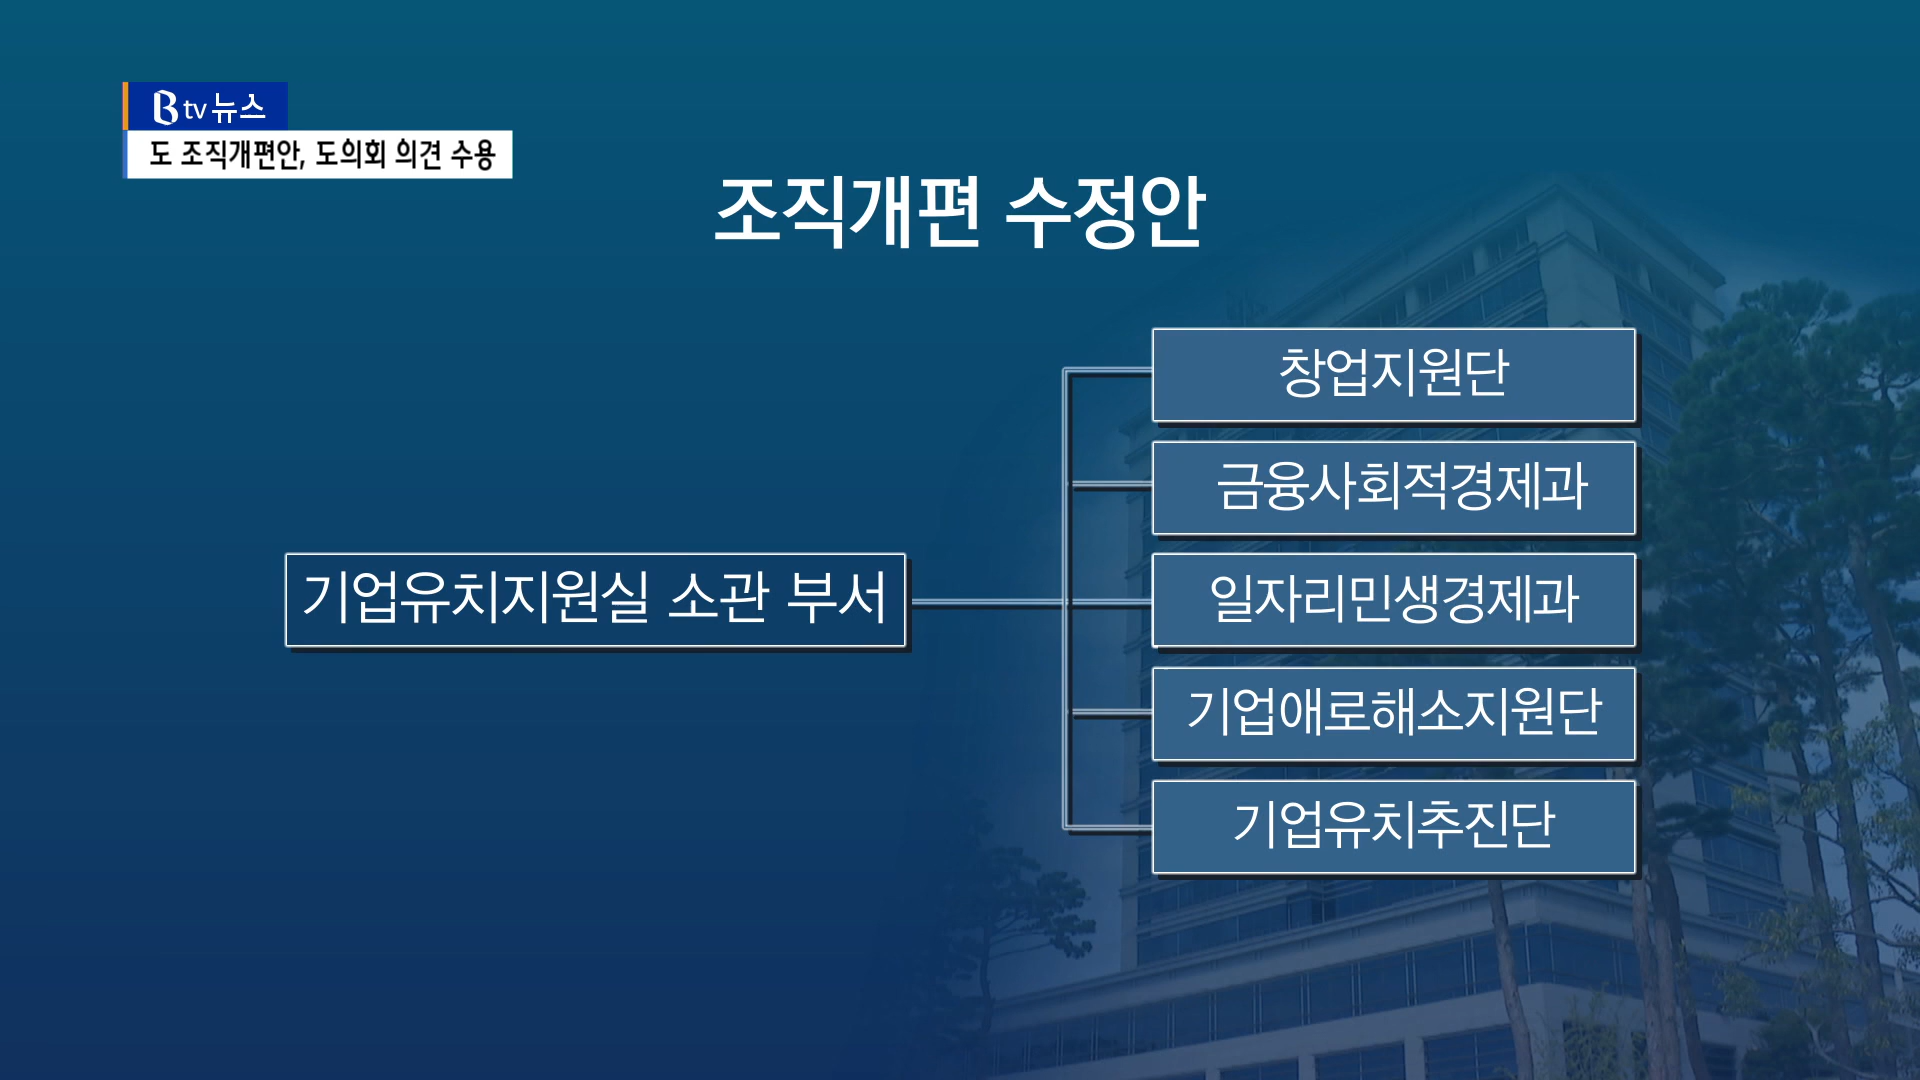 B tv 뉴스
도 조직개편안, 도의회 의견 수용
조직개편 수정안
기업유치지원실 소관 부서
창업지원단
금융사회적경제과
일자리민생경제과
기업애로해소지원단
기업유치추진단